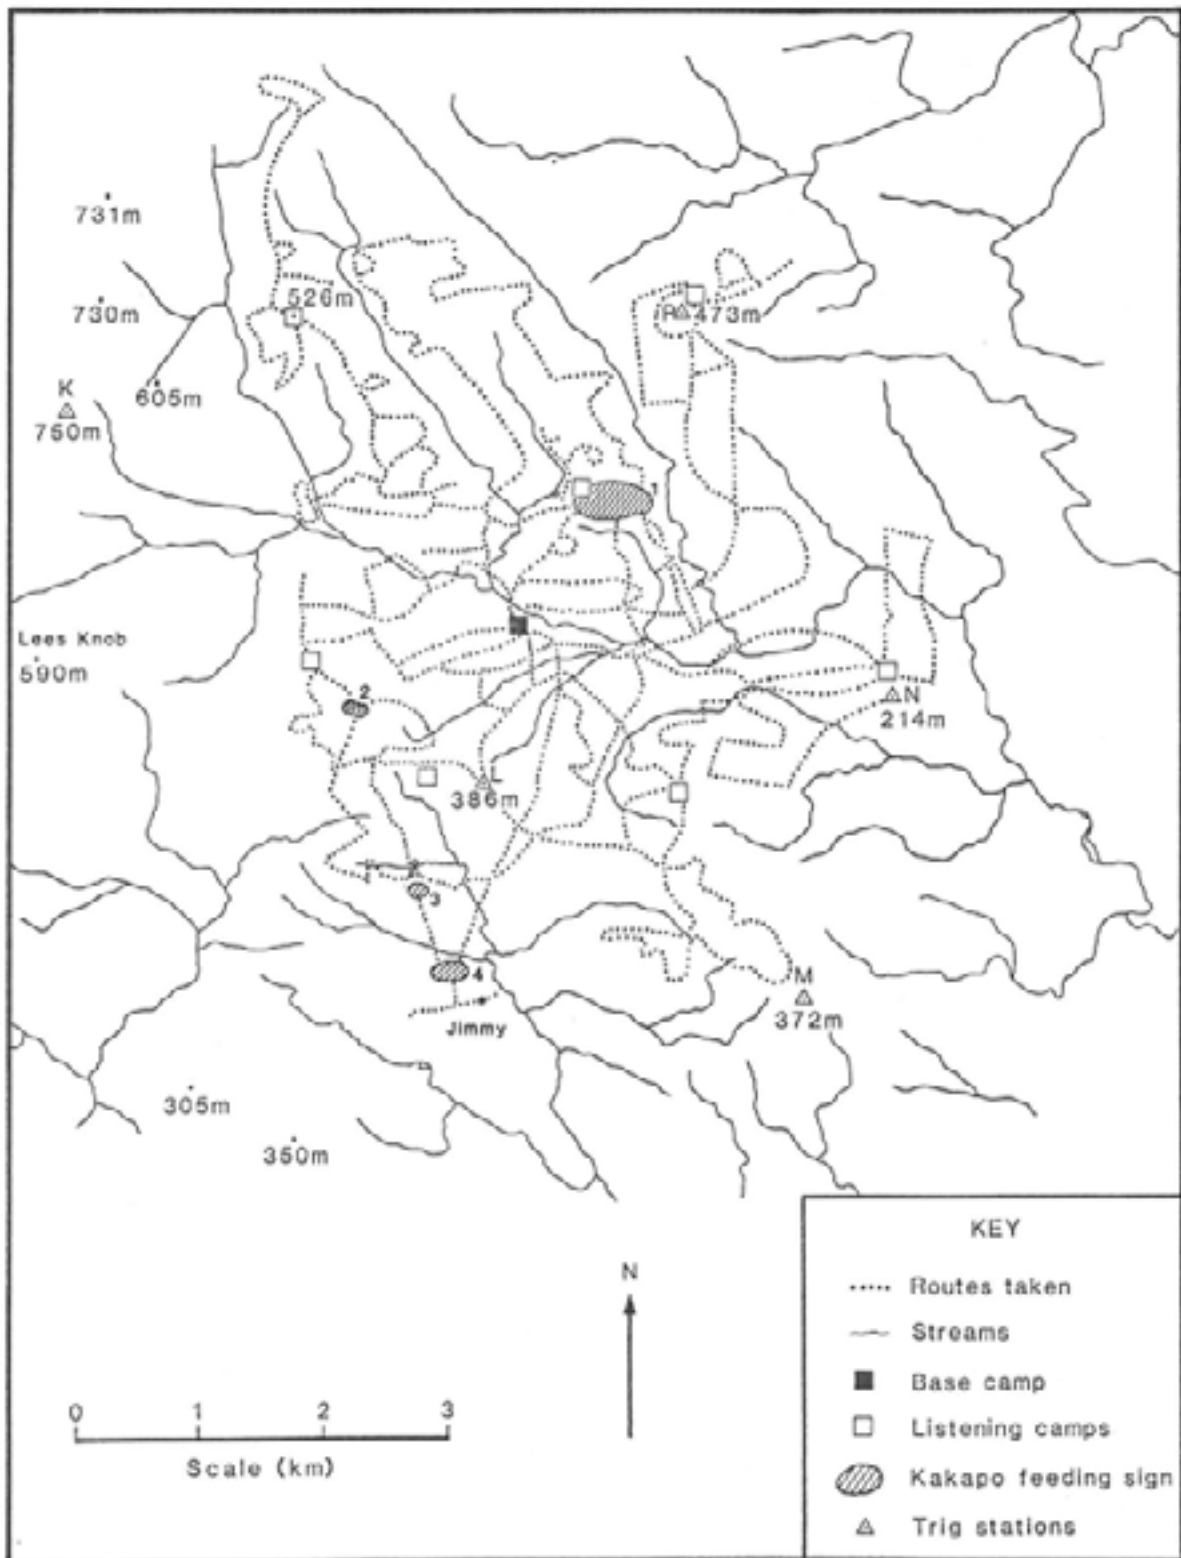 731m
526m
730m
R
473m
605m
K
750m
1
Lees Knob
590m
2
N
214m
L
386m
3
4
M
372m
Jimmy
305m
350m
KEY
Routes taken
Streams
Base camp
Listening camps
Kakapo feeding sign
Trig stations
N
0 1 2 3
Scale (km)